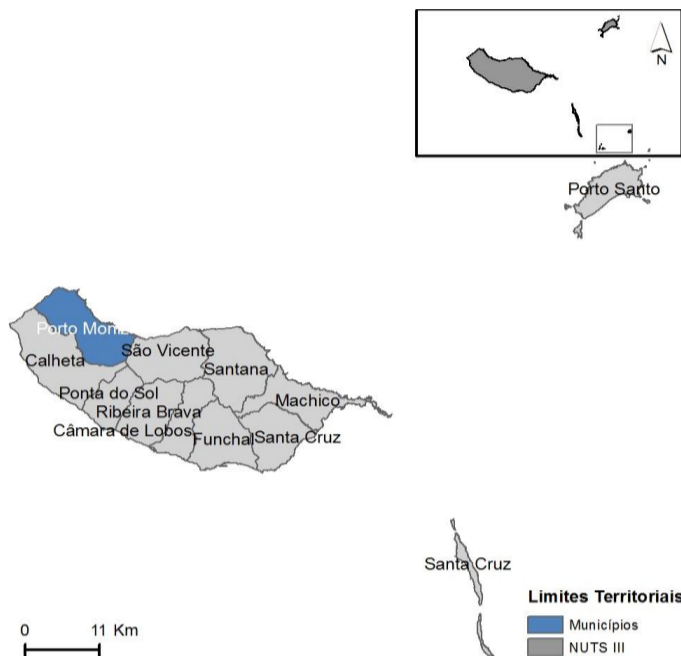 N
Porto Santo
Porto Mom
São Vicente
Calheta
Santana
Ponta do Sol
Machico
Ribeira Brava
Câmara de Lobos
Funchal
Santa Cruz
Santa Cruz
Limites Territoriais
0 11 Km
Municípios
NUTS III